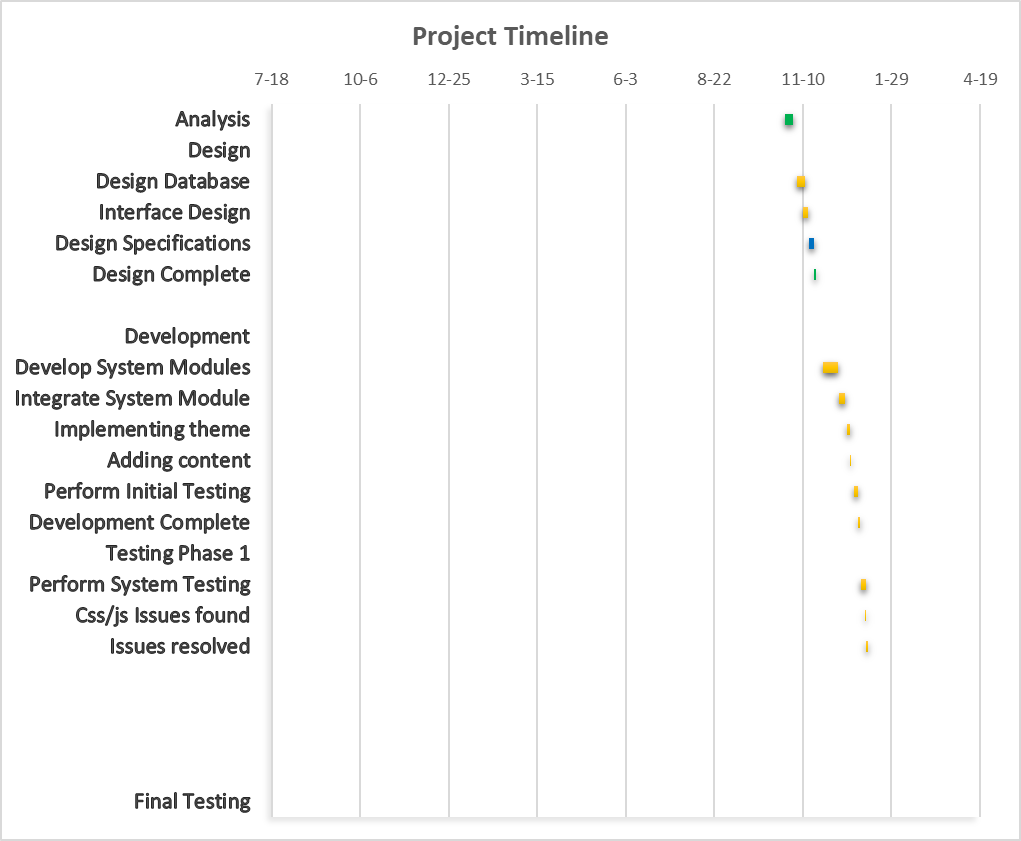 Project Timeline
7-18 10-6 12-25 3-15 6-3 8-22 11-10 1-29 4-19
Analysis
Design
Design Database
Interface Design
Design Specifications
Design Complete
Development
Develop System Modules
Integrate System Module
Implementing theme
Adding content
Perform Initial Testing
Development Complete
Testing Phase 1
Perform System Testing
Css/js Issues found
Issues resolved
Final Testing